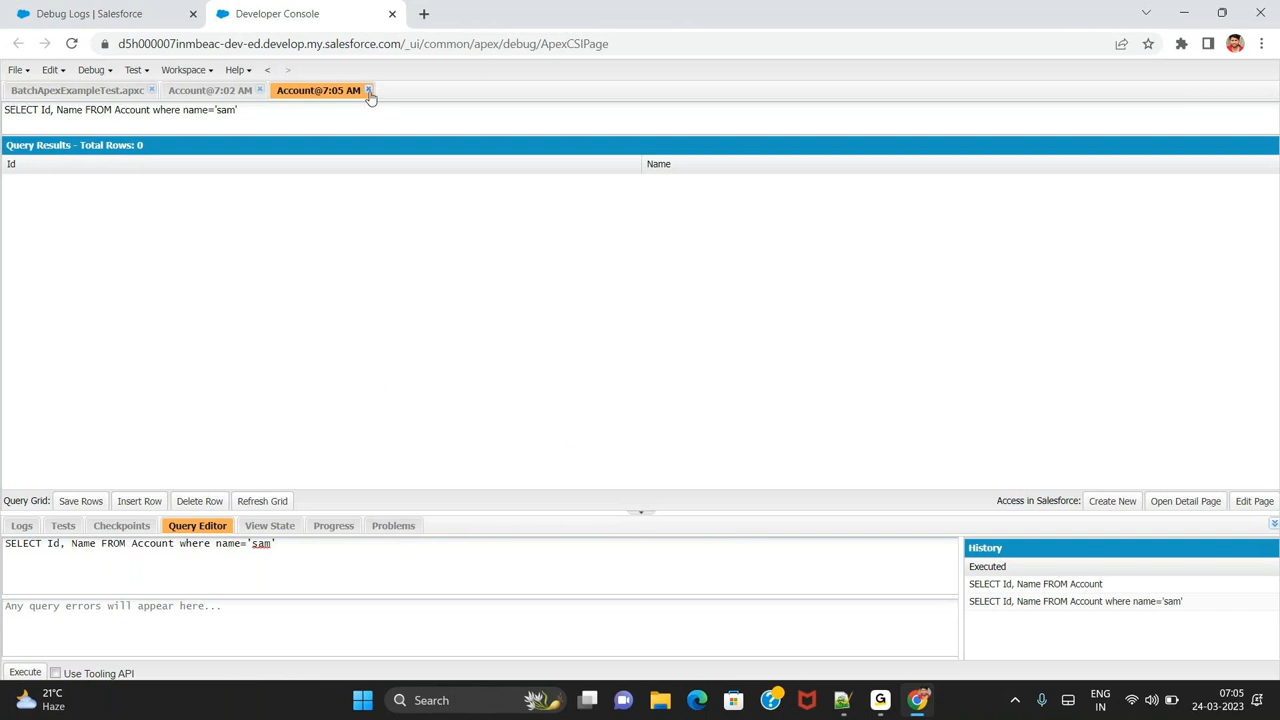 Debug Logs | Salesforce
Developer Console
d5h000007inmbeac-dev-ed.develop.my.salesforce.com/_ui/common/apex/debug/ApexCSIPage
File Edit Debug Test Workspace Help < >
BatchApexExampleTest.apxc Account@7:02 AM Account@7:05 AM
SELECT Id, Name FROM Account where name='sam'
Query Results - Total Rows: 0
Id Name
Query Grid: Save Rows Insert Row Delete Row Refresh Grid Access in Salesforce: Create New Open Detail Page Edit Page
Logs Tests Checkpoints Query Editor View State Progress Problems
SELECT Id, Name FROM Account where name='sam'
Any query errors will appear here...
History
Executed
SELECT Id, Name FROM Account
SELECT Id, Name FROM Account where name='sam'
Execute Use Tooling API
21°C
Haze
Search
ENG
IN
07:05
24-03-2023